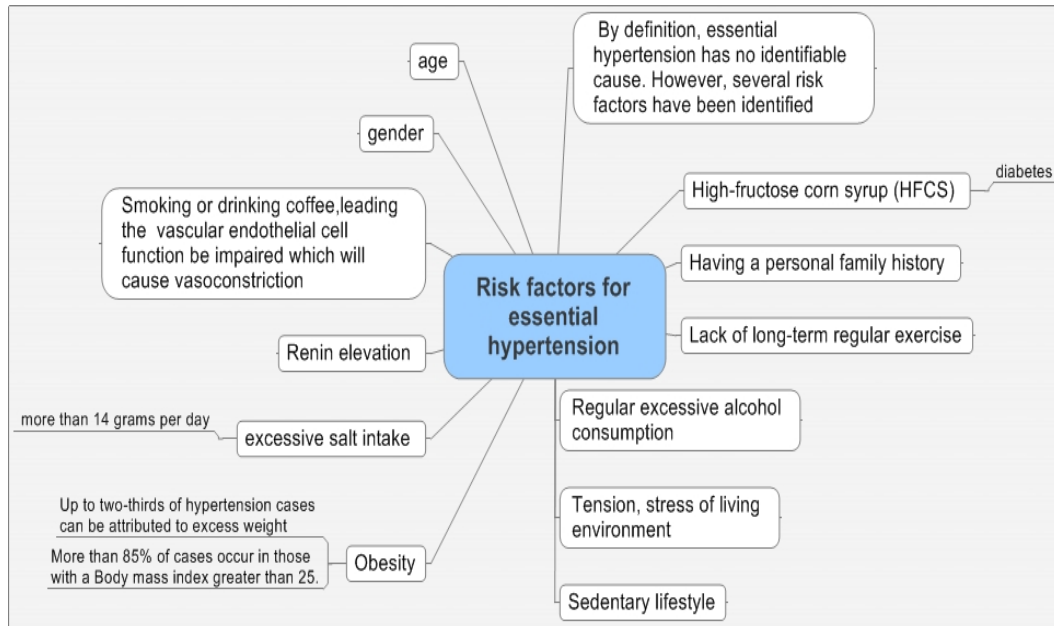 By definition, essential
hypertension has no identifiable
cause. However, several risk
factors have been identified
age
gender
High-fructose corn syrup (HFCS)
diabetes
Smoking or drinking coffee,leading
the vascular endothelial cell
function be impaired which will
cause vasoconstriction
Having a personal family history
Risk factors for
essential
hypertension
Lack of long-term regular exercise
Renin elevation
Regular excessive alcohol
consumption
more than 14 grams per day
excessive salt intake
Tension, stress of living
environment
Up to two-thirds of hypertension cases
can be attributed to excess weight
More than 85% of cases occur in those
with a Body mass index greater than 25.
Obesity
Sedentary lifestyle